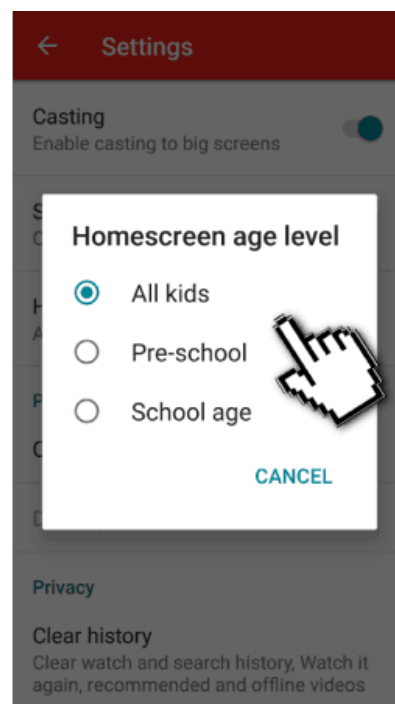 Settings
Casting
Enable casting to big screens
Homescreen age level
All kids
Pre-school
School age
CANCEL
Privacy
Clear history
Clear watch and search history, Watch it
again, recommended and offline videos